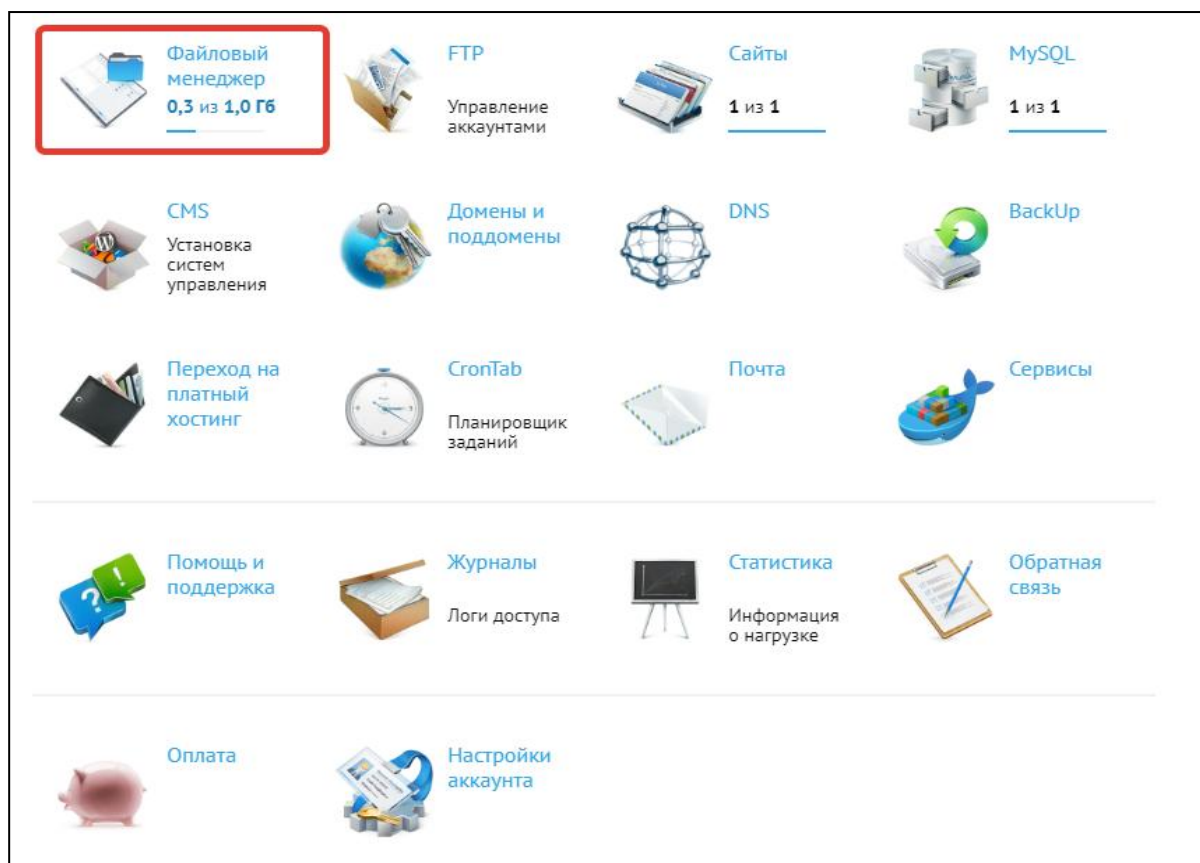 Файловый
менеджер
0,3 из 1,0 Гб
FTP
Управление
аккаунтами
Сайты
1 из 1
MySQL
1 из 1
CMS
Установка
систем
управления
Домены и
поддомены
DNS
BackUp
Переход на
платный
хостинг
CronTab
Планировщик
заданий
Почта
Сервисы
Помощь и
поддержка
Журналы
Логи доступа
Статистика
Информация
о нагрузке
Обратная
связь
Оплата
Настройки
аккаунта